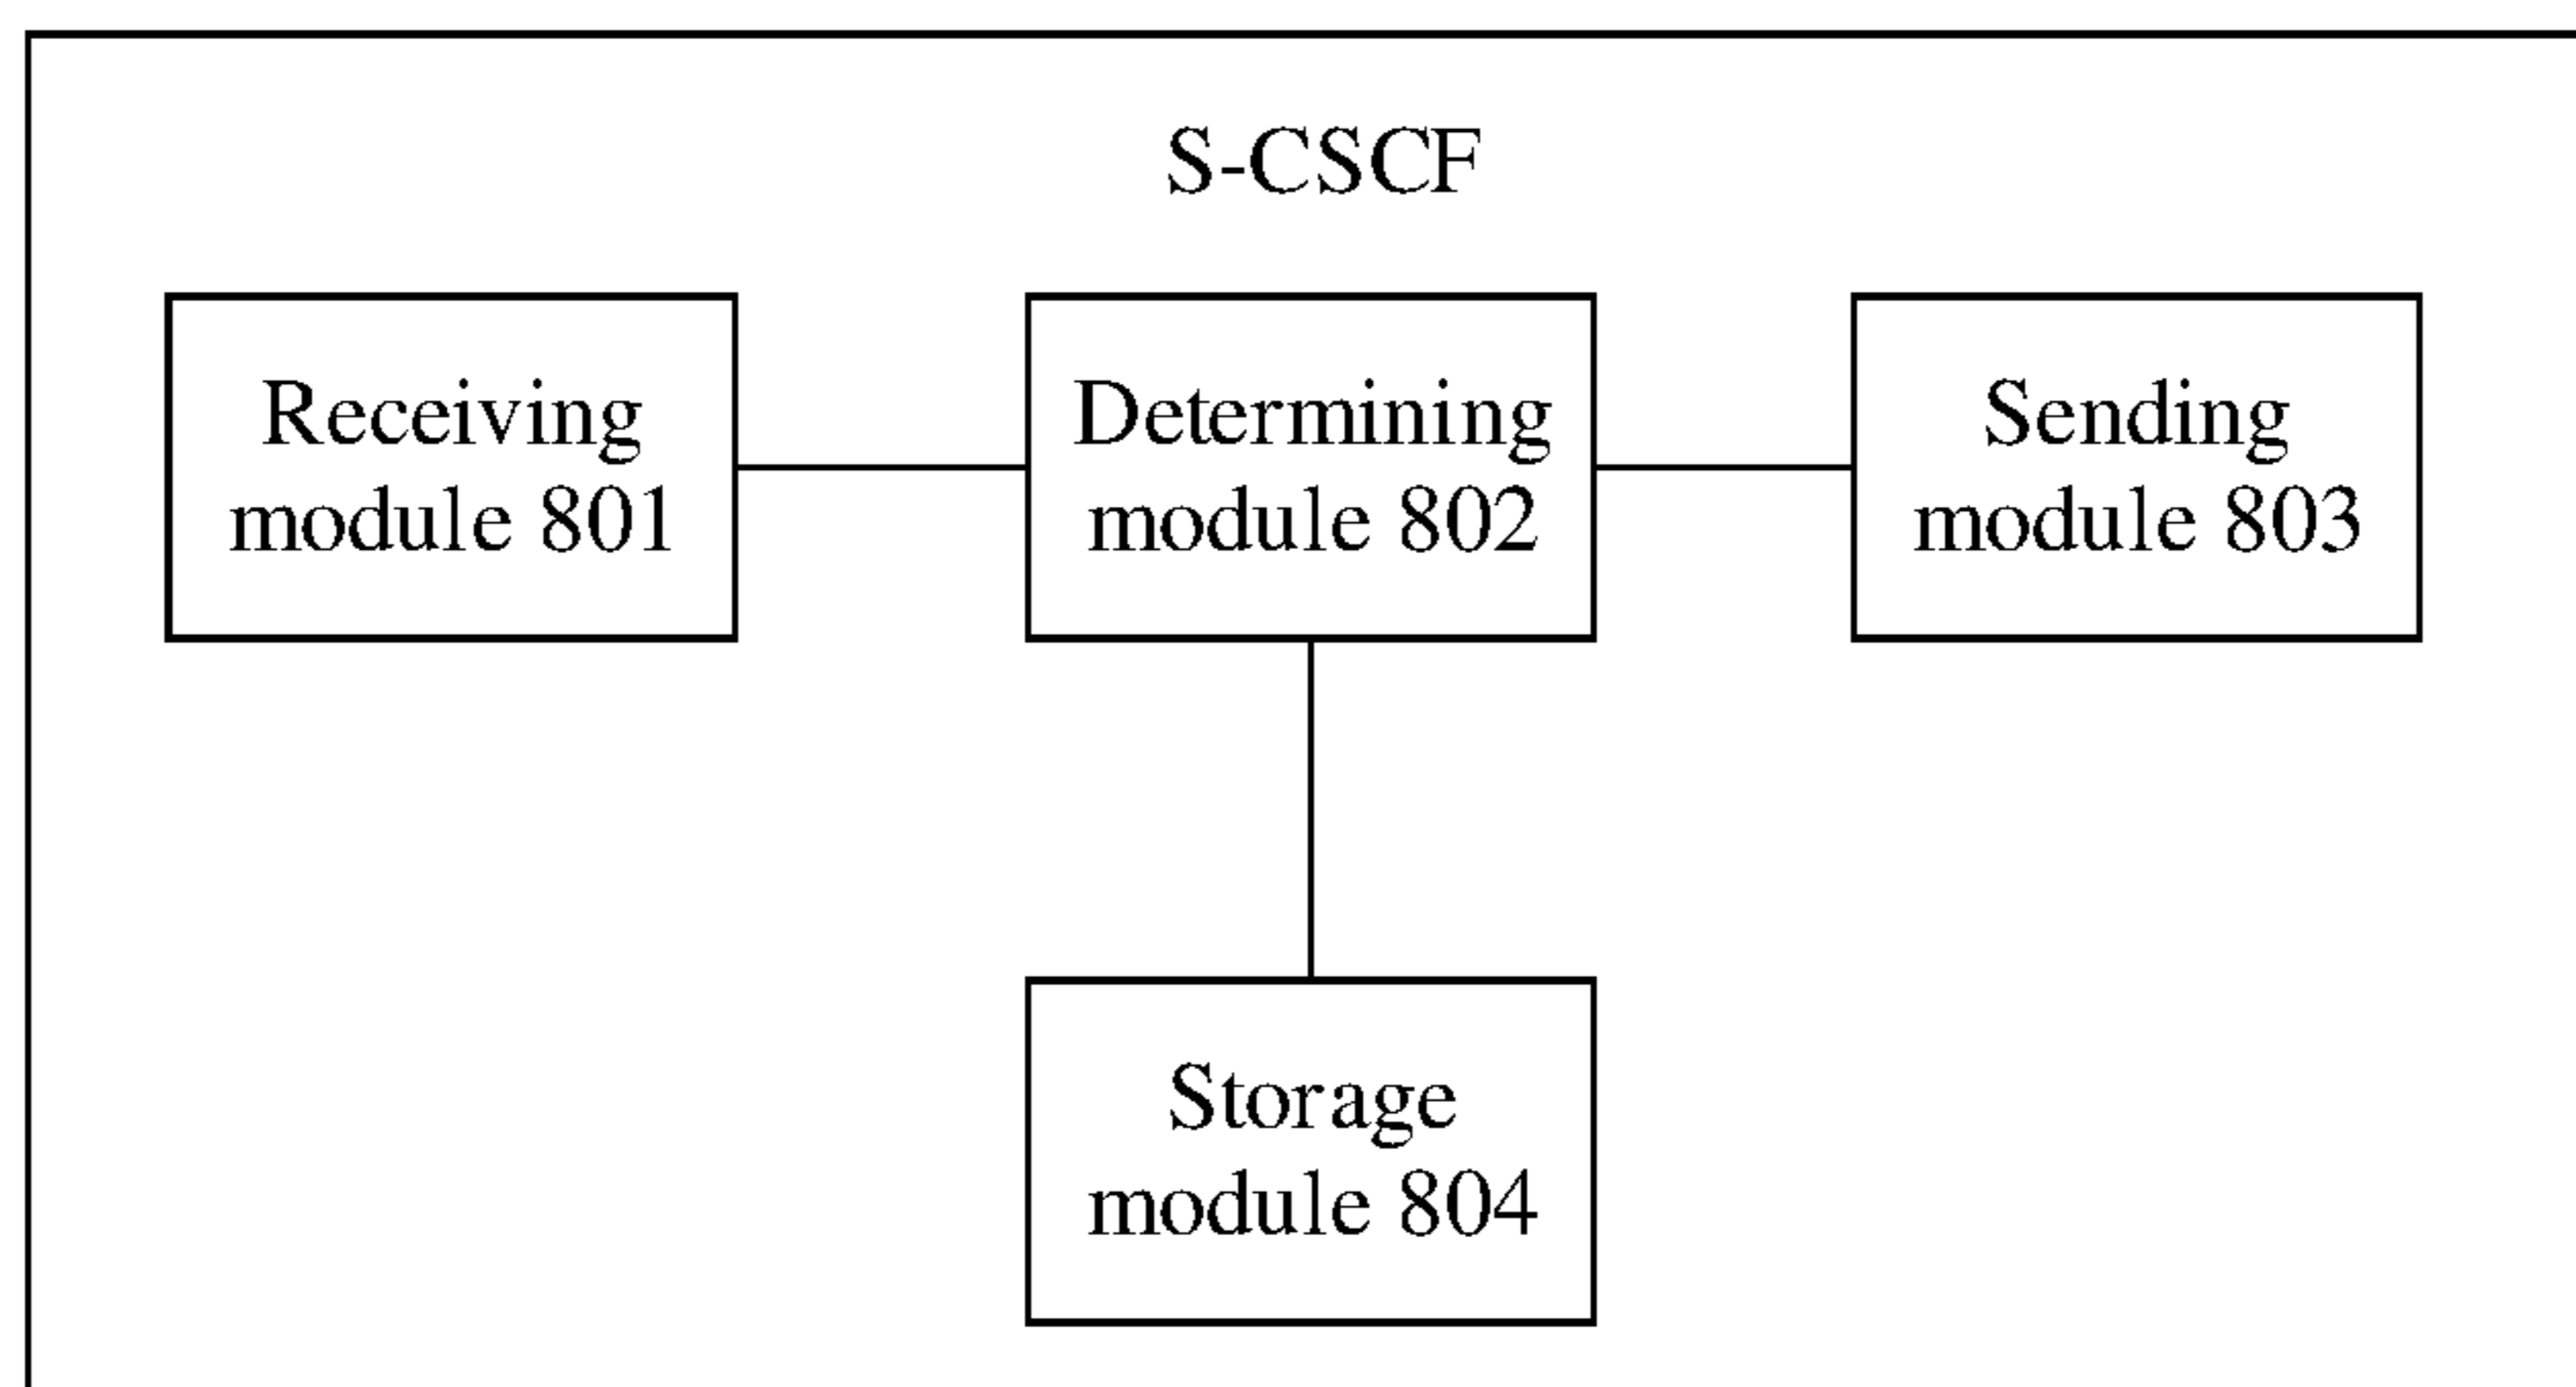 S-CSCF
Receiving
module 801
Determining
module 802
Sending
module 803
Storage
module 804